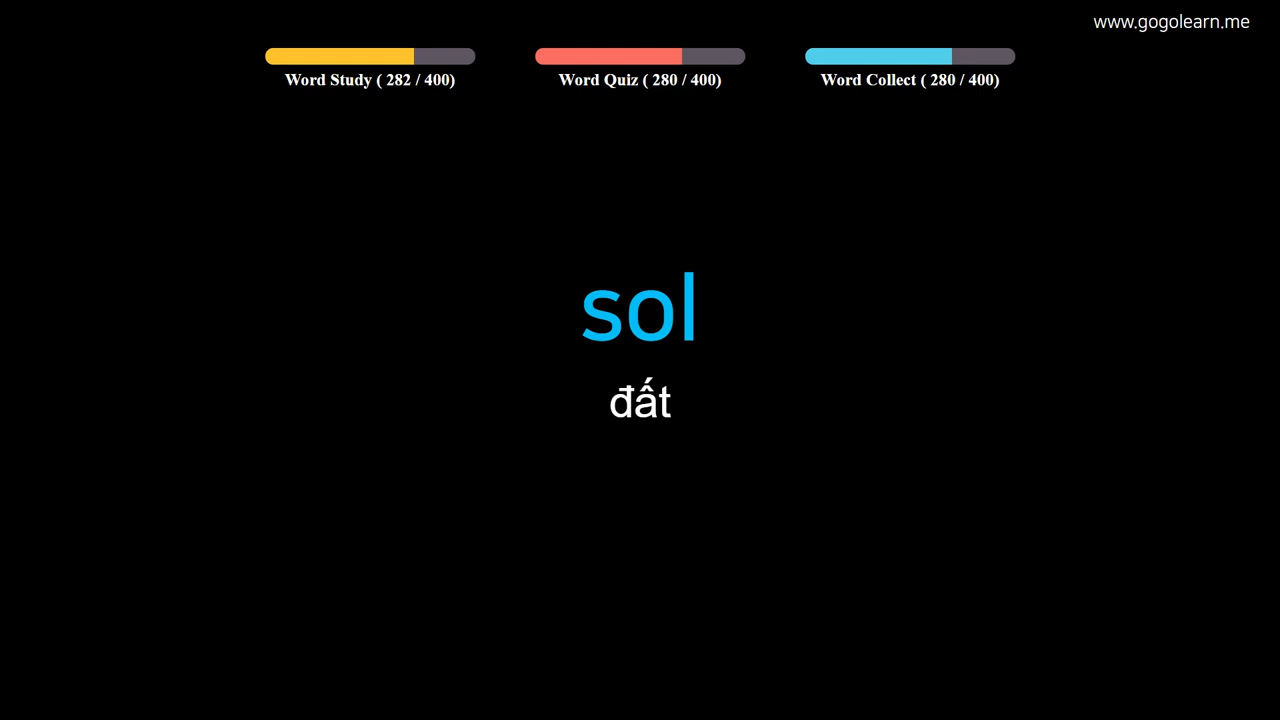 www.gogolearn.me
Word Study ( 282 / 400)
Word Quiz ( 280 / 400)
Word Collect ( 280 / 400)
sol
đất